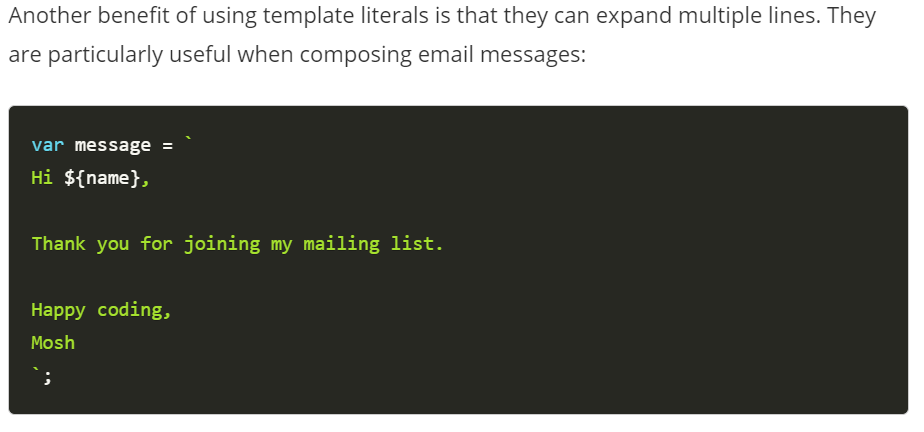 Another benefit of using template literals is that they can expand multiple lines. They
are particularly useful when composing email messages:
var message = `
Hi ${name},
Thank you for joining my mailing list.
Happy coding,
Mosh
`;